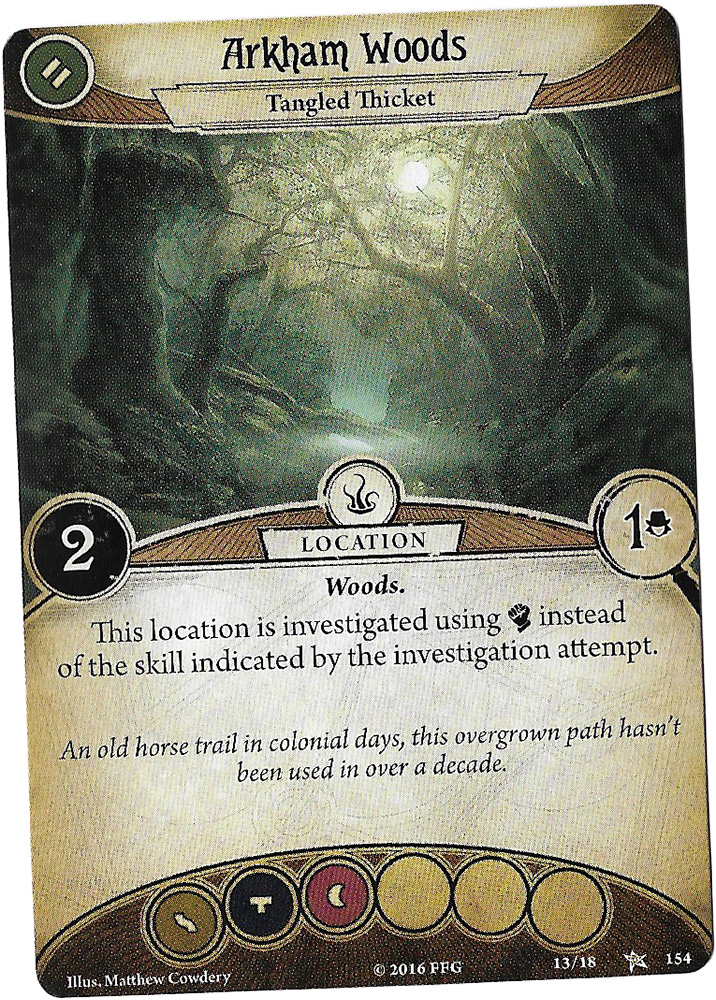 Arkham Woods
Tangled Thicket
2
1
LOCATION
Woods.
This location is investigated using instead
of the skill indicated by the investigation attempt.
An old horse trail in colonial days, this overgrown path hasn't
been used in over a decade.
Illus. Matthew Cowdery
© 2016 FFG
13/18
154